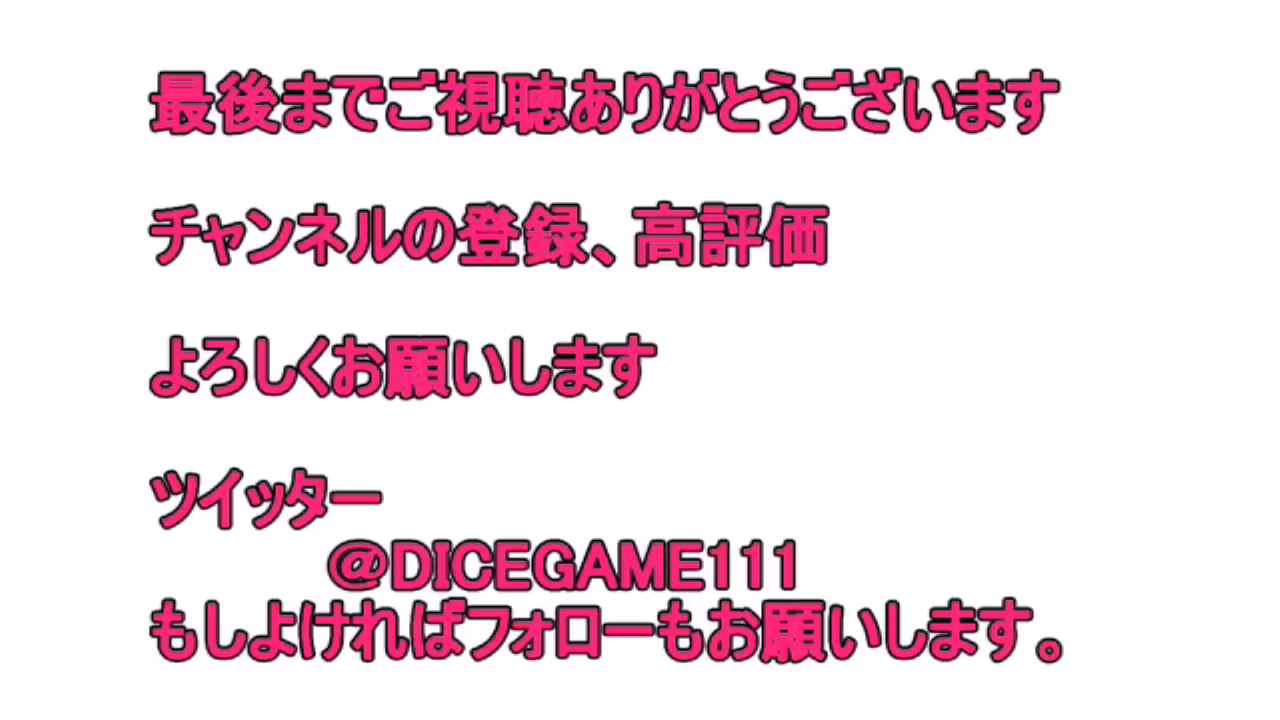 最後までご視聴ありがとうございます
チャンネルの登録、高評価
よろしくお願いします
ツイッター
@DICEGAME111
もしよければフォローもお願いします。